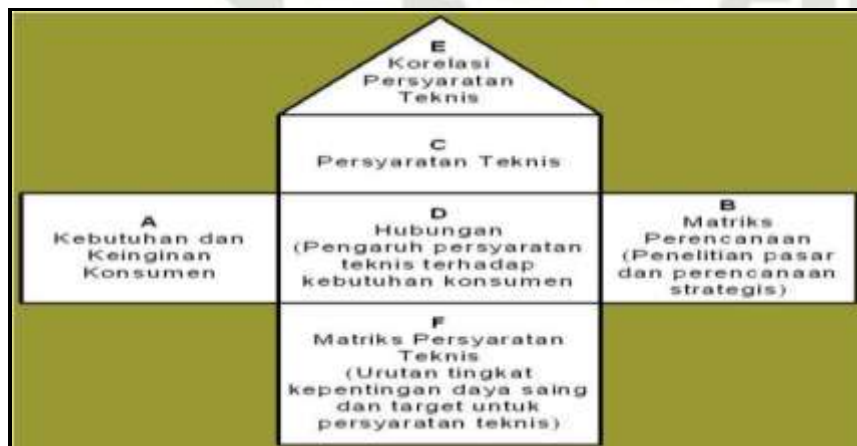 E
Korelasi
Persyaratan
Teknis
C
Persyaratan Teknis
A
Kebutuhan dan
Keinginan
Konsumen
D
Hubungan
(Pengaruh persyaratan
teknis terhadap
kebutuhan konsumen
B
Matriks
Perencanaan
(Penelitian pasar
dan perencanaan
strategis)
F
Matriks Persyaratan
Teknis
(Urutan tingkat
kepentingan daya saing
dan target untuk
persyaratan teknis)